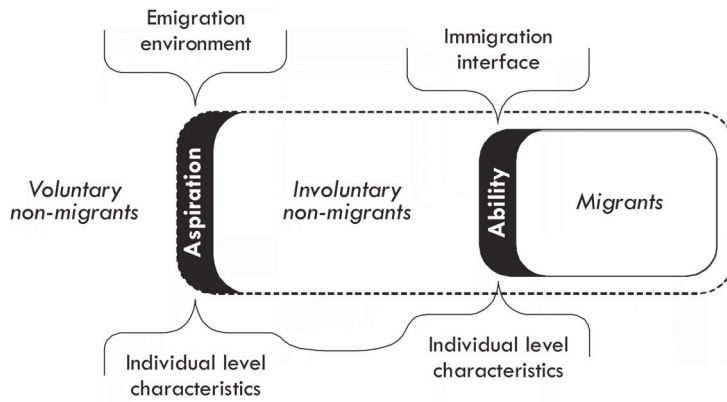 Emigration
environment
Immigration
interface
Voluntary
non-migrants
Aspiration
Involuntary
non-migrants
Ability
Migrants
Individual level
characteristics
Individual level
characteristics